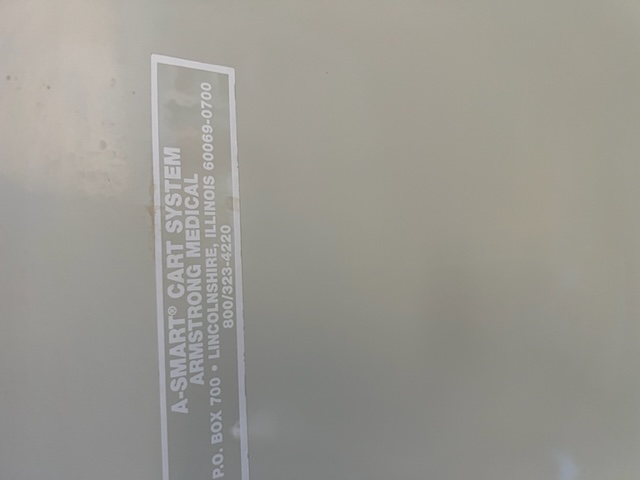 A-SMART® CART SYSTEM
ARMSTRONG MEDICAL
P.O. BOX 700 • LINCOLNSHIRE, ILLINOIS 60069-0700
800/323-4220